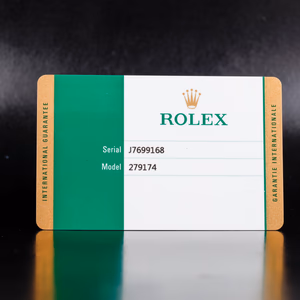 INTERNATIONAL GUARANTEE
ROLEX
Serial J7699168
Model 279174
GARANTIE INTERNATIONALE